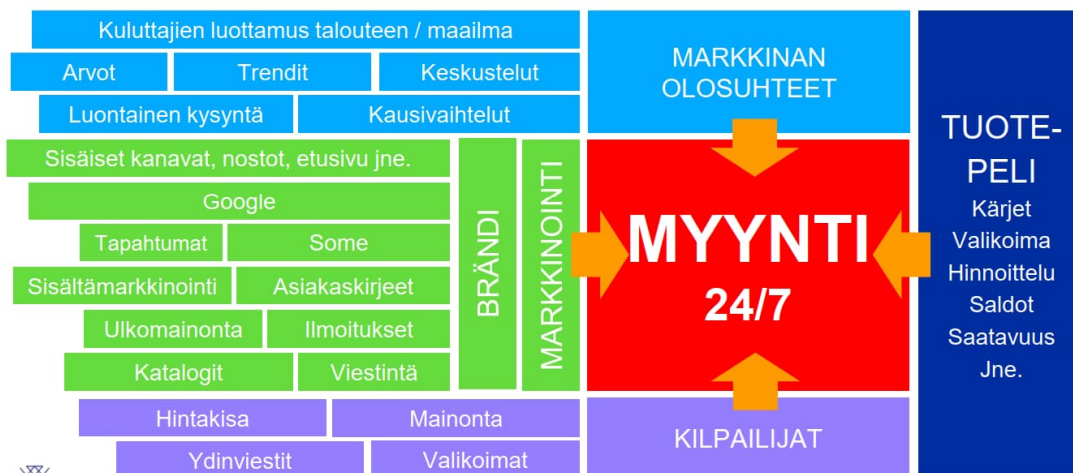 Kuluttajien luottamus talouteen / maailma
Arvot
Trendit
Keskustelut
Luontainen kysyntä
Kausivaihtelut
MARKKINAN
OLOSUHTEET
Sisäiset kanavat, nostot, etusivu jne.
Google
Tapahtumat
Some
Sisältämarkkinointi
Asiakaskirjeet
Ulkomainonta
Ilmoitukset
Katalogit
Viestintä
BRÄNDI
MARKKINOINTI
MYYNTI
24/7
Hintakisa
Mainonta
Ydinviestit
Valikoimat
KILPAILIJAT
TUOTE-
PELI
Kärjet
Valikoima
Hinnoittelu
Saldot
Saatavuus
Jne.